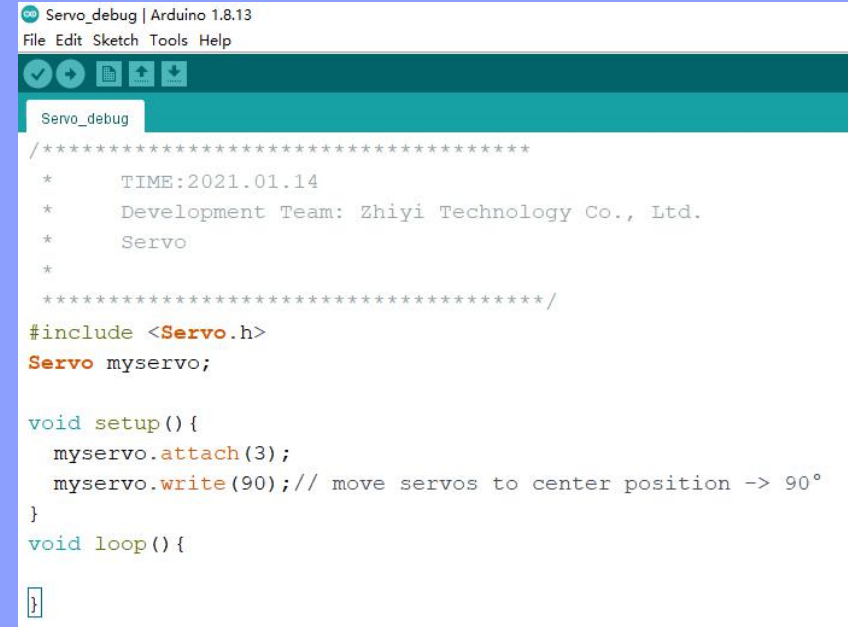 Servo_debug | Arduino 1.8.13
File Edit Sketch Tools Help
Servo_debug
/*************************************
 *      TIME:2021.01.14
 *      Development Team: Zhiyi Technology Co., Ltd.
 *      Servo
 *
 **************************************/
#include <Servo.h>
Servo myservo;
void setup(){
  myservo.attach(3);
  myservo.write(90);// move servos to center position -> 90°
}
void loop(){
}